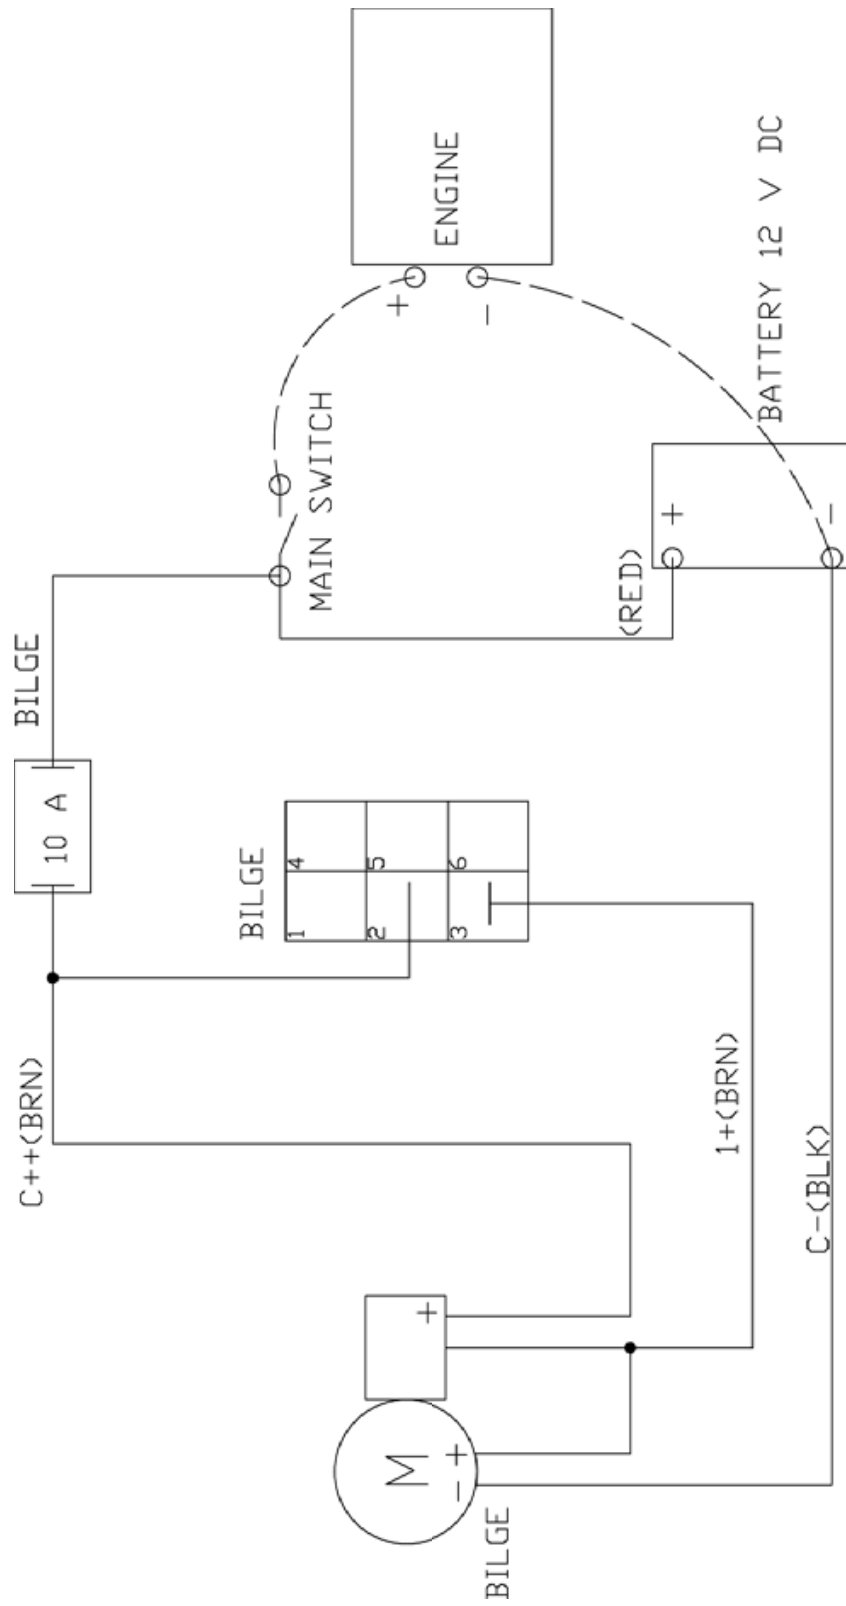 ENGINE
+
-
BATTERY 12 V DC
MAIN SWITCH
+
-
(RED)
BILGE
10 A
BILGE
1
4
2
5
3
6
C++(BRN)
1+(BRN)
C-(BLK)
+
M
- +
BILGE